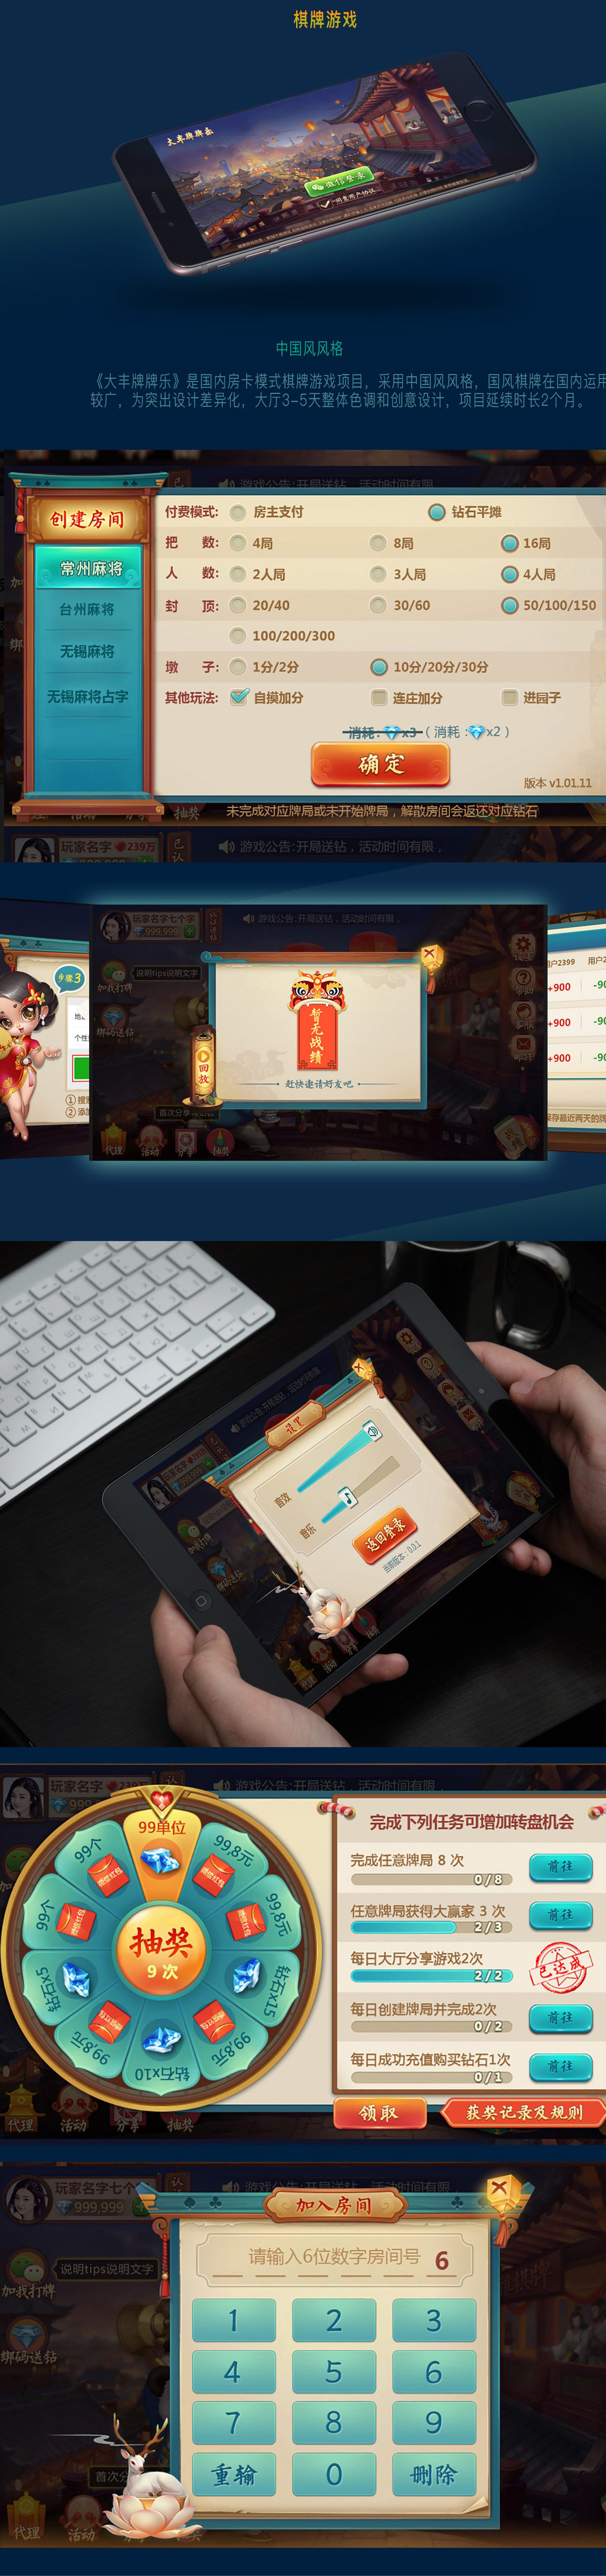 棋牌游戏
大丰牌牌乐
微信登录
同意用户协议
中国风风格
《大丰牌牌乐》是国内房卡模式棋牌游戏项目，采用中国风风格，国风棋牌在国内运用
较广，为突出设计差异化，大厅3-5天整体色调和创意设计，项目延续时长2个月。
游戏公告:开局送钻，活动时间有限
创建房间
付费模式: 房主支付 钻石平摊
常州麻将
把 数: 4局 8局 16局
人 数: 2人局 3人局 4人局
台州麻将
封 顶: 20/40 30/60 50/100/150
100/200/300
无锡麻将
墩 子: 1分/2分 10分/20分/30分
无锡麻将占字
其他玩法: 自摸加分 连庄加分 进园子
消耗:x3 ( 消耗 :x2 )
确定
版本 v1.01.11
活动 分享 抽奖
未完成对应牌局或未开始牌局，解散房间会返还对应钻石
玩家名字 239万
游戏公告:开局送钻，活动时间有限，
玩家名字七个字
游戏公告:开局送钻，活动时间有限，
999,999
加我打牌
说明tips说明文字
绑码送钻
步骤3
暂无战绩
回放
赶快邀请好友吧
首次分享
代理 活动 分享 抽奖
用户2399
+900 -90
+900 -90
+900 -90
保存最近两天的牌
设置
音效
音乐
返回登录
当前版本：0.0.1
加我打牌
绑码送钻
玩家名字
游戏公告:开局送钻，活动时间有限，
99单位
99.8元
99.8元
钻石x15
99.8元
钻石x10
99.8元
钻石x5
99个
99个
微信红包
抽奖
9 次
完成下列任务可增加转盘机会
完成任意牌局 8 次
0/8
前往
任意牌局获得大赢家 3 次
2/3
前往
每日大厅分享游戏2次
2/2
已达成
每日创建牌局并完成2次
0/2
前往
每日成功充值购买钻石1次
0/1
前往
领取
获奖记录及规则
代理 活动 分享 抽奖
玩家名字七个
游戏公告:开局送钻，活动时间有限
999,999
加入房间
请输入6位数字房间号 6
说明tips说明文字
加我打牌
绑码送钻
1 2 3
4 5 6
7 8 9
重输 0 删除
首次分
代理 活动